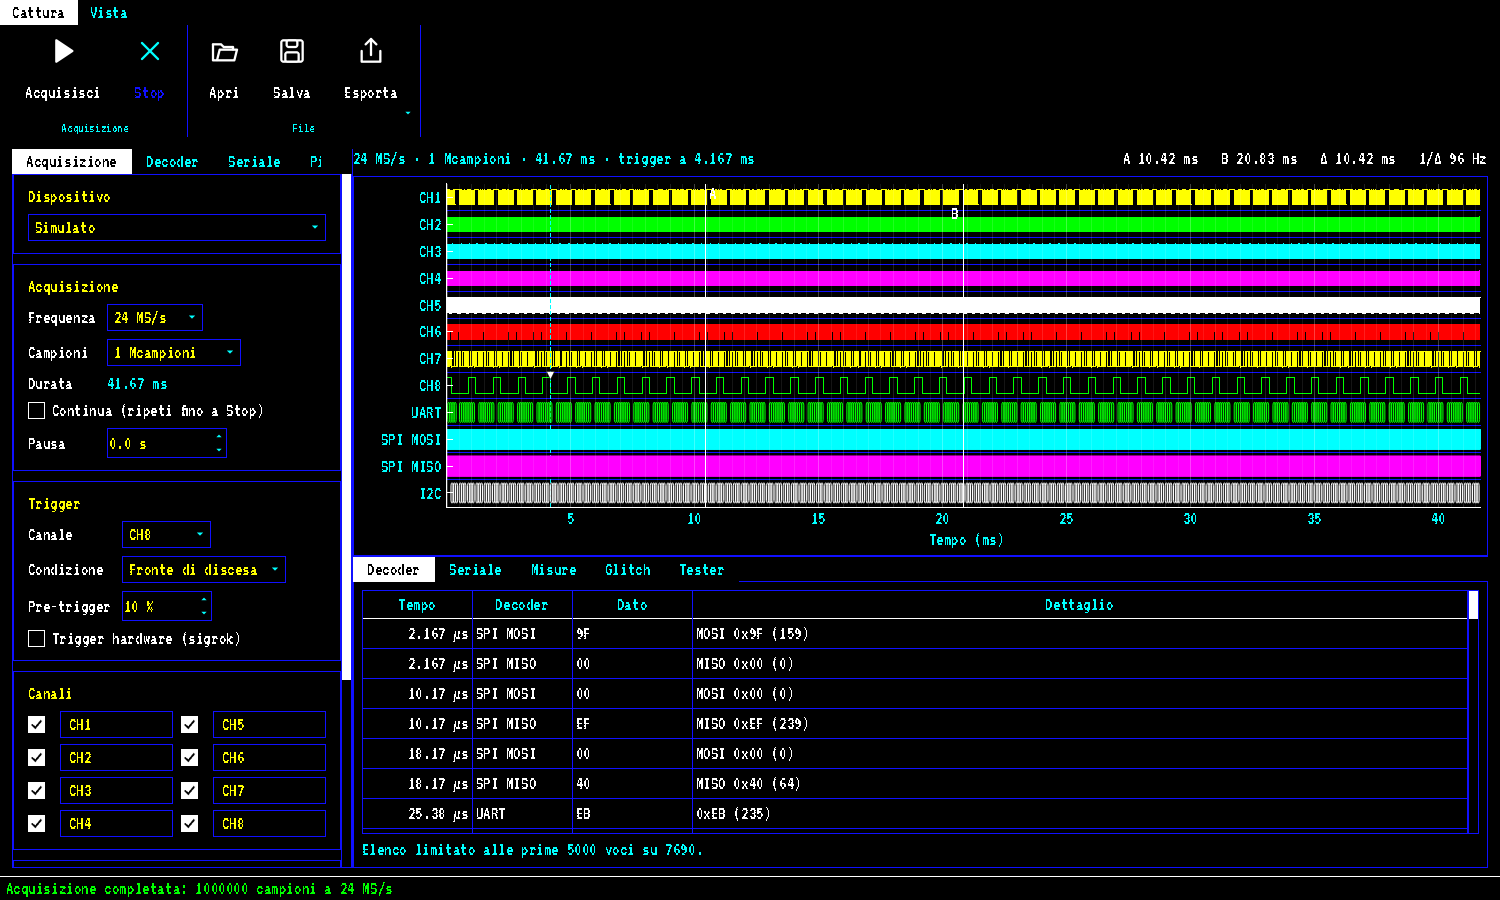 Cattura Vista
Acquisisci Stop Apri Salva Esporta
Acquisizione File
Acquisizione Decoder Seriale Pi
24 MS/s · 1 Mcampioni · 41.67 ms · trigger a 4.167 ms
A 10.42 ms B 20.83 ms Δ 10.42 ms 1/Δ 96 Hz
Dispositivo
Simulato
Acquisizione
Frequenza 24 MS/s
Campioni 1 Mcampioni
Durata 41.67 ms
Continua (ripeti fino a Stop)
Pausa 0.0 s
Trigger
Canale CH8
Condizione Fronte di discesa
Pre-trigger 10 %
Trigger hardware (sigrok)
Canali
CH1 CH5
CH2 CH6
CH3 CH7
CH4 CH8
A
B
CH1
CH2
CH3
CH4
CH5
CH6
CH7
CH8
UART
SPI MOSI
SPI MISO
I2C
5 10 15 20 25 30 35 40
Tempo (ms)
Decoder Seriale Misure Glitch Tester
Tempo Decoder Dato Dettaglio
2.167 µs SPI MOSI 9F MOSI 0x9F (159)
2.167 µs SPI MISO 00 MISO 0x00 (0)
10.17 µs SPI MOSI 00 MOSI 0x00 (0)
10.17 µs SPI MISO EF MISO 0xEF (239)
18.17 µs SPI MOSI 00 MOSI 0x00 (0)
18.17 µs SPI MISO 40 MISO 0x40 (64)
25.38 µs UART EB 0xEB (235)
Elenco limitato alle prime 5000 voci su 7690.
Acquisizione completata: 1000000 campioni a 24 MS/s